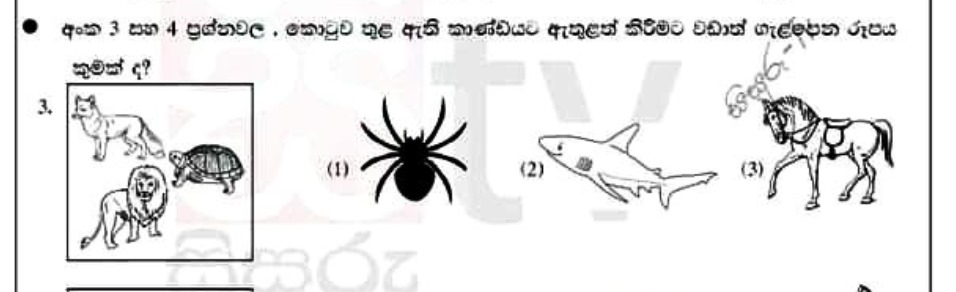 ● අංක 3 සහ 4 ප්‍රශ්නවල , කොටුව තුළ ඇති කාණ්ඩයට ඇතුළත් කිරීමට වඩාත් ගැළපෙන රූපය
කුමක් ද?
3.
(1) (2) (3)
tv
කිසරු